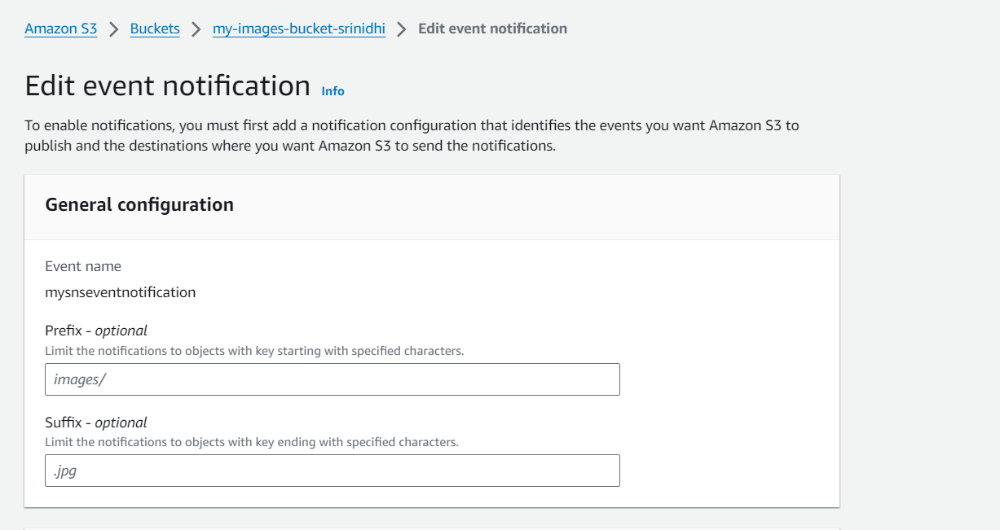 Amazon S3 > Buckets > my-images-bucket-srinidhi > Edit event notification
Edit event notification Info
To enable notifications, you must first add a notification configuration that identifies the events you want Amazon S3 to
publish and the destinations where you want Amazon S3 to send the notifications.
General configuration
Event name
mysnseventnotification
Prefix - optional
Limit the notifications to objects with key starting with specified characters.
images/
Suffix - optional
Limit the notifications to objects with key ending with specified characters.
.jpg